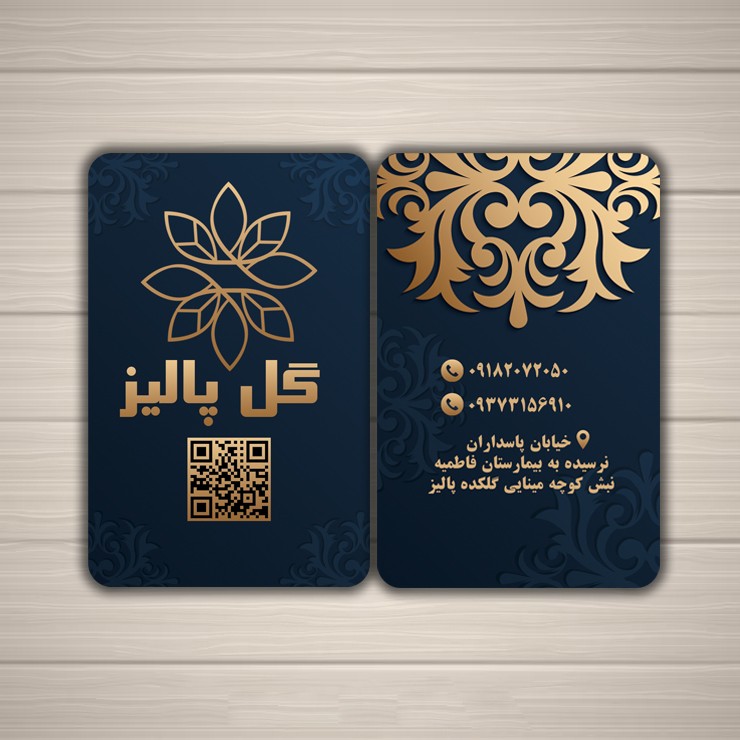 گل پالیز
۰۹۱۸۲۰۷۲۰۵۰
۰۹۳۷۳۱۵۶۹۱۰
خیابان پاسداران
نرسیده به بیمارستان فاطمیه
نبش کوچه مینایی گلکده پالیز